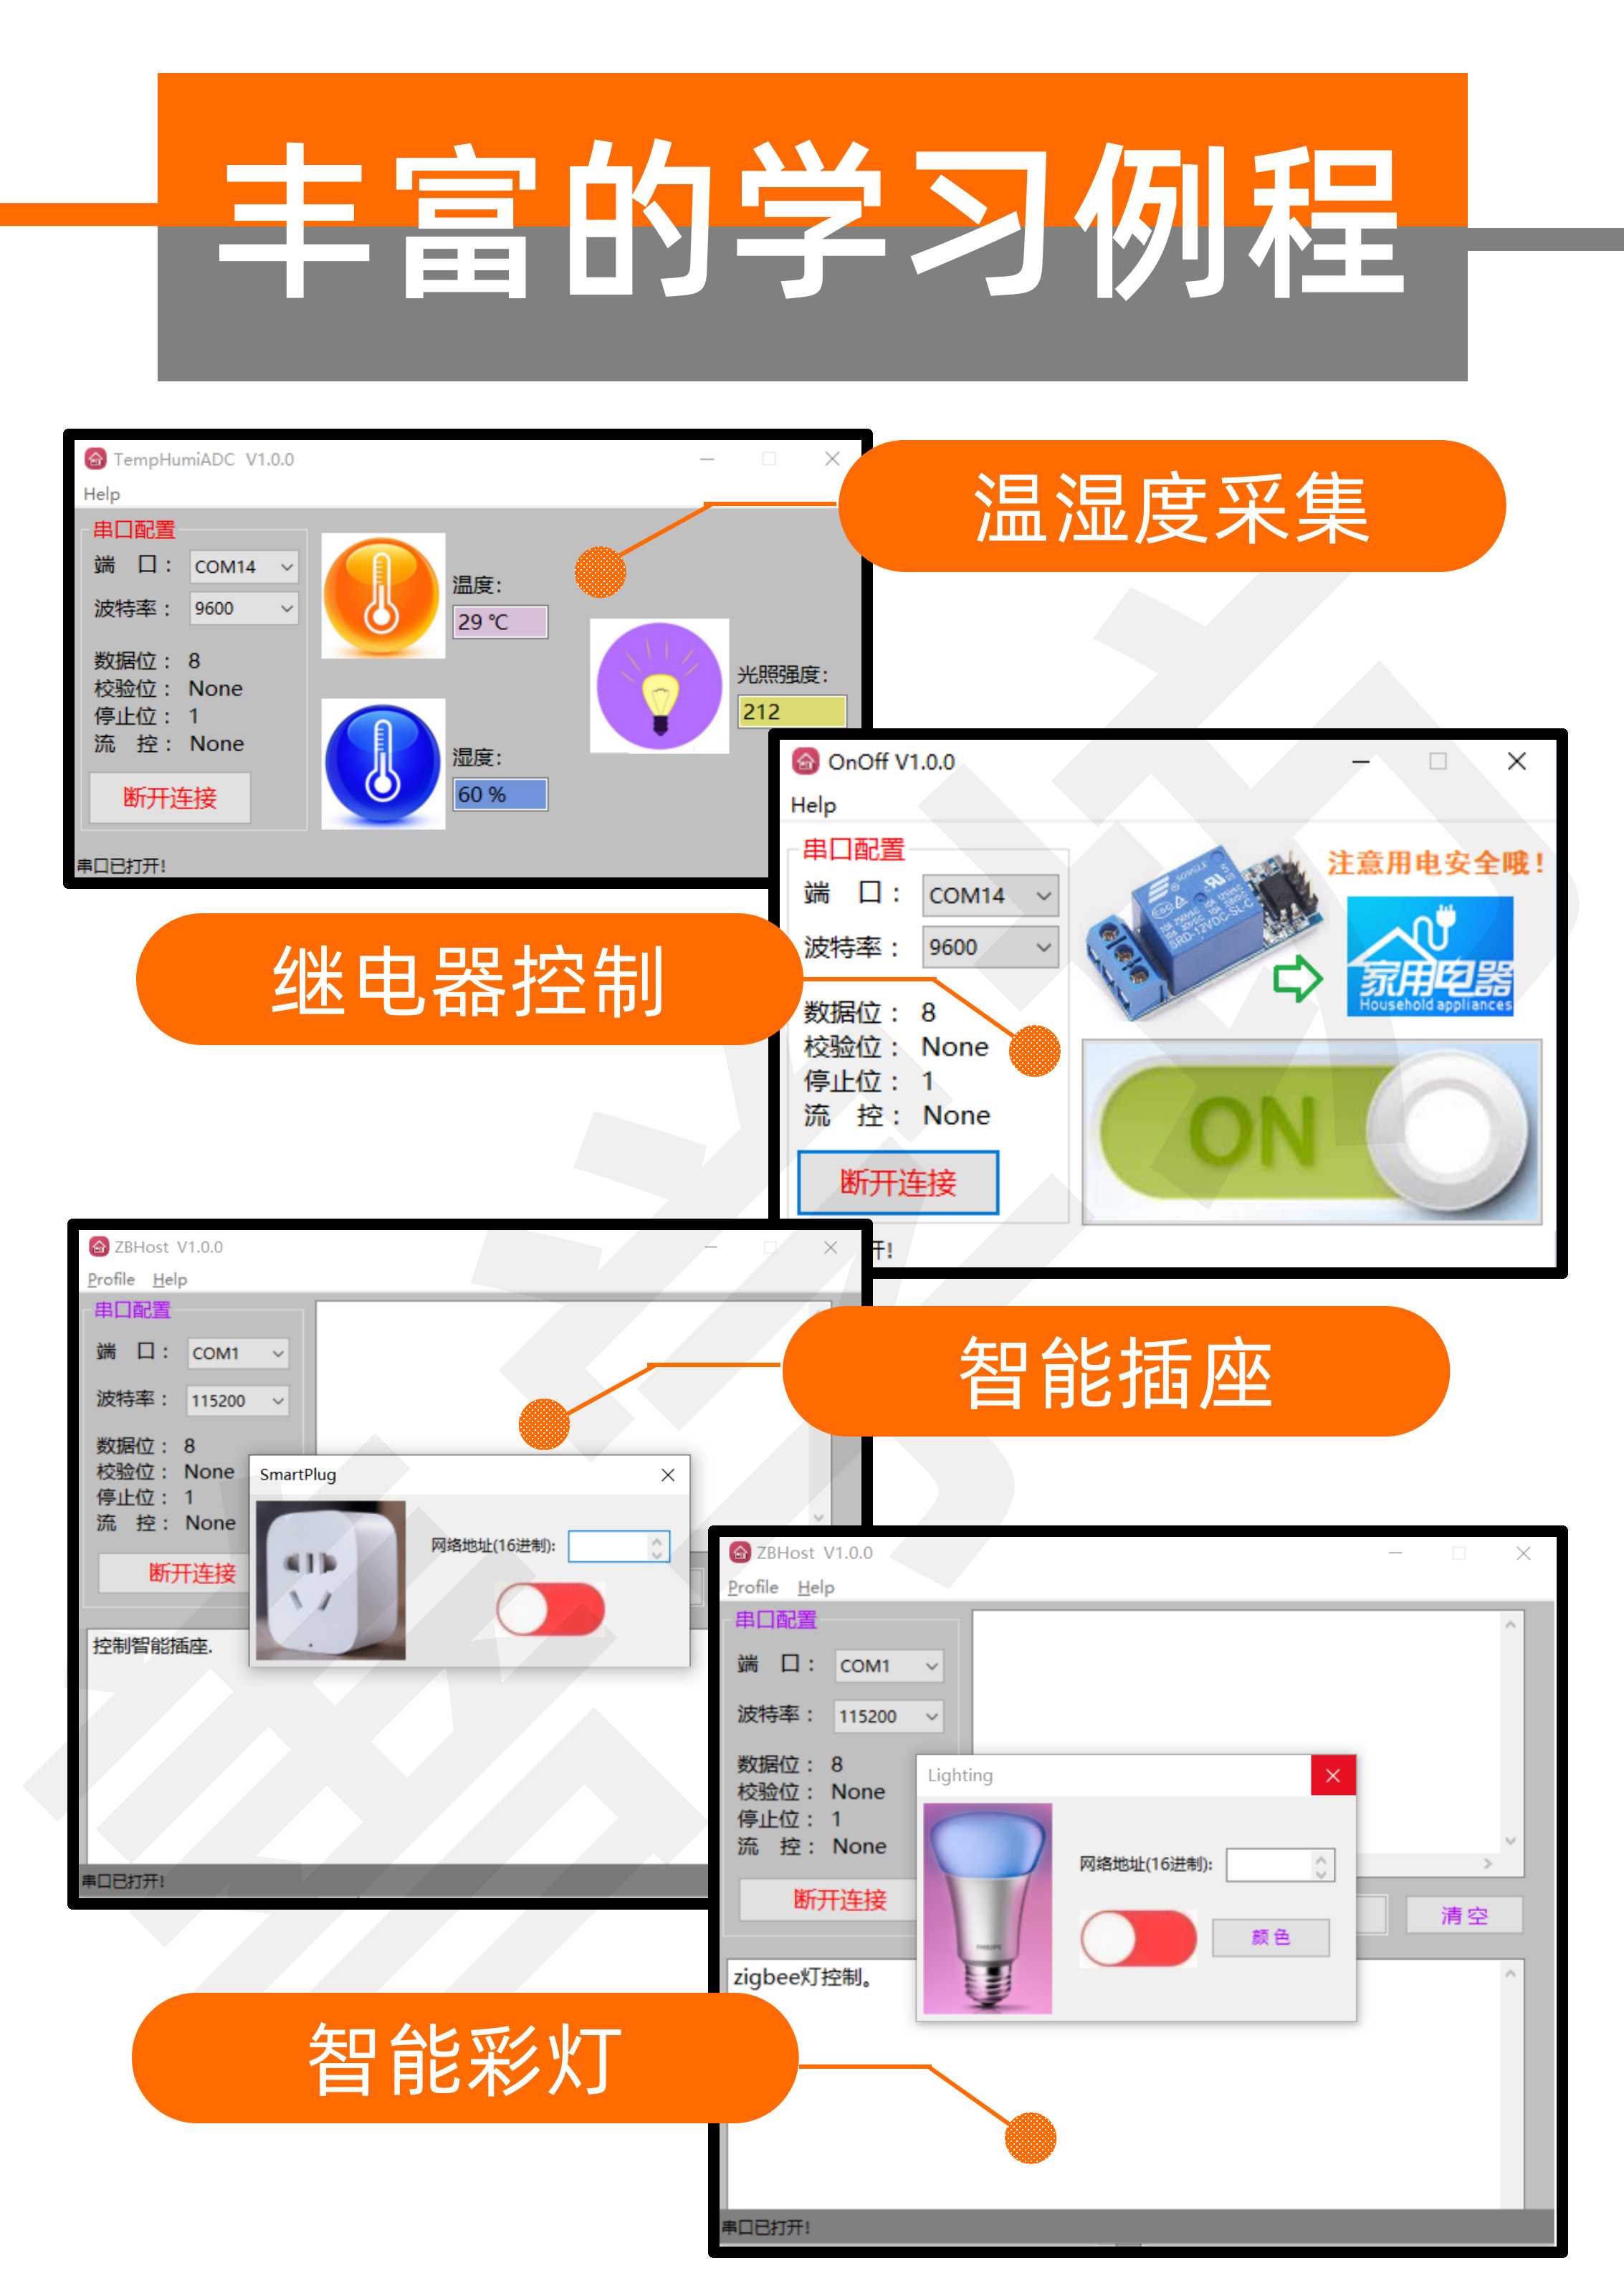 丰富的学习例程
TempHumiADC V1.0.0
Help
串口配置
端 口： COM14
波特率： 9600
数据位： 8
校验位： None
停止位： 1
流 控： None
断开连接
串口已打开!
温度:
29 ℃
湿度:
60 %
光照强度:
212
温湿度采集
OnOff V1.0.0
Help
串口配置
端 口： COM14
波特率： 9600
数据位： 8
校验位： None
停止位： 1
流 控： None
断开连接
开!
注意用电安全哦！
家用电器
Household appliances
SRD-12VDC-SL-C
ON
继电器控制
ZBHost V1.0.0
Profile Help
串口配置
端 口： COM1
波特率： 115200
数据位： 8
校验位： None
停止位： 1
流 控： None
断开连接
SmartPlug
网络地址(16进制):
控制智能插座.
串口已打开!
智能插座
ZBHost V1.0.0
Profile Help
串口配置
端 口： COM1
波特率： 115200
数据位： 8
校验位： None
停止位： 1
流 控： None
断开连接
Lighting
网络地址(16进制):
颜色
清空
zigbee灯控制。
串口已打开!
智能彩灯